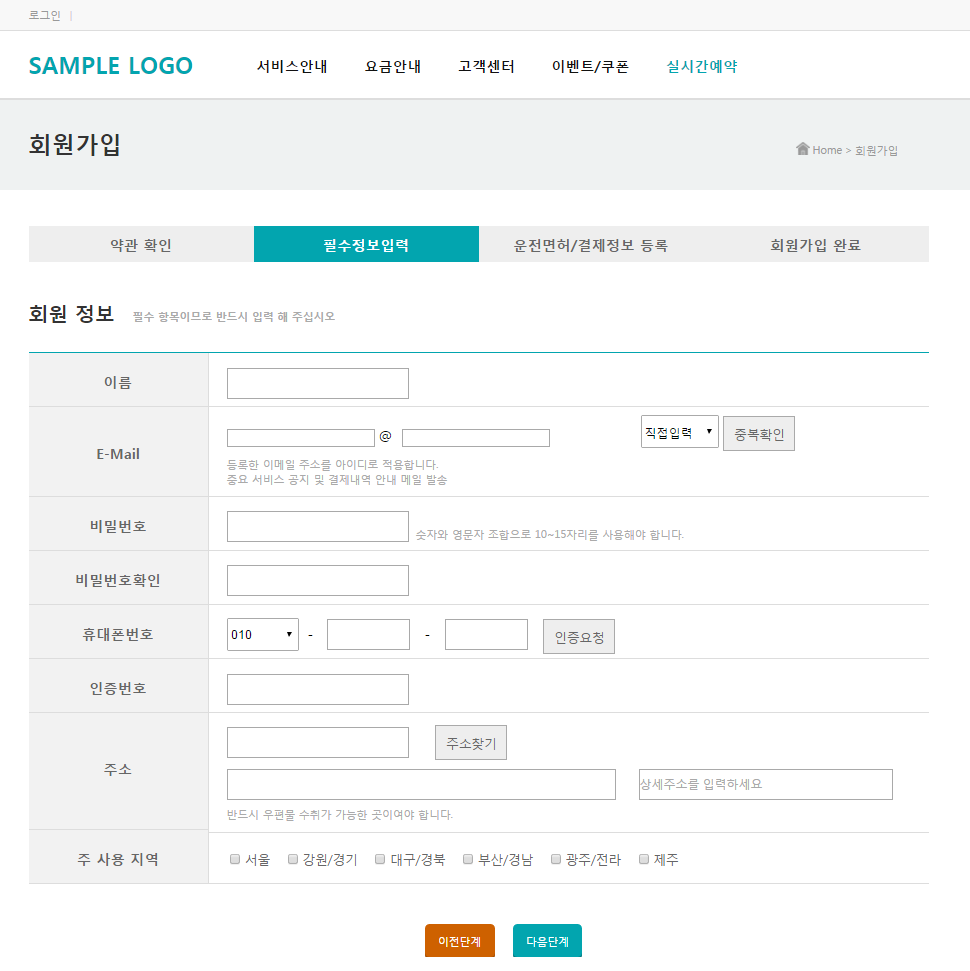 로그인 |
SAMPLE LOGO 서비스안내 요금안내 고객센터 이벤트/쿠폰 실시간예약
회원가입
Home > 회원가입
약관 확인 필수정보입력 운전면허/결제정보 등록 회원가입 완료
회원 정보 필수 항목이므로 반드시 입력 해 주십시오
이름
E-Mail @ 직접입력 중복확인
등록한 이메일 주소를 아이디로 적용합니다.
중요 서비스 공지 및 결제내역 안내 메일 발송
비밀번호 숫자와 영문자 조합으로 10~15자리를 사용해야 합니다.
비밀번호확인
휴대폰번호 010 - - 인증요청
인증번호
주소 주소찾기
상세주소를 입력하세요
반드시 우편물 수취가 가능한 곳이여야 합니다.
주 사용 지역 서울 강원/경기 대구/경북 부산/경남 광주/전라 제주
이전단계 다음단계